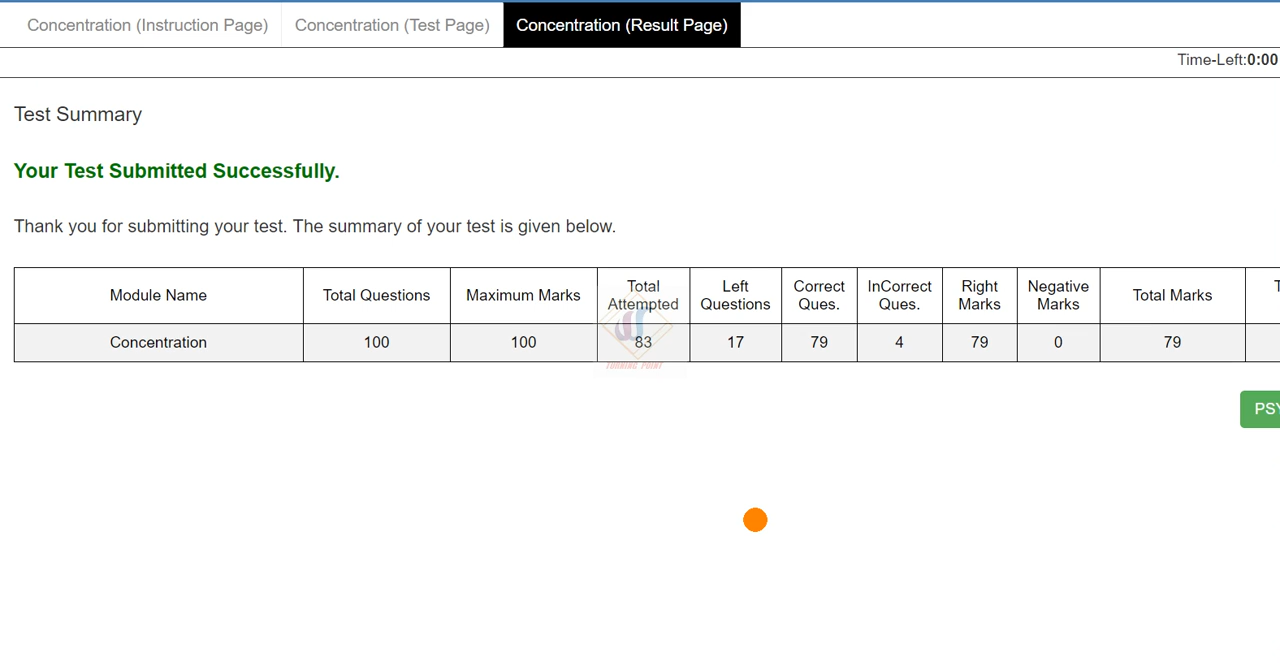 Concentration (Instruction Page) Concentration (Test Page) Concentration (Result Page)
Time-Left:0:00
Test Summary
Your Test Submitted Successfully.
Thank you for submitting your test. The summary of your test is given below.
Module Name Total Questions Maximum Marks Total Attempted Left Questions Correct Ques. InCorrect Ques. Right Marks Negative Marks Total Marks
Concentration 100 100 83 17 79 4 79 0 79
TURNING POINT